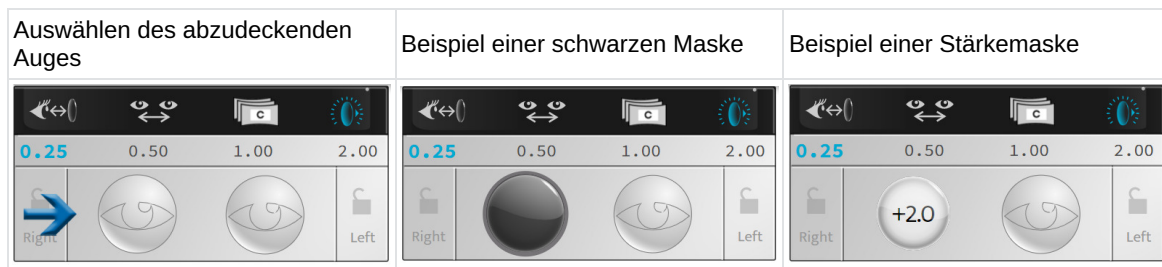 Auswählen des abzudeckenden
Auges
Beispiel einer schwarzen Maske
Beispiel einer Stärkemaske
C
0.25 0.50 1.00 2.00
Right Left
C
0.25 0.50 1.00 2.00
Right Left
C
0.25 0.50 1.00 2.00
+2.0
Right Left